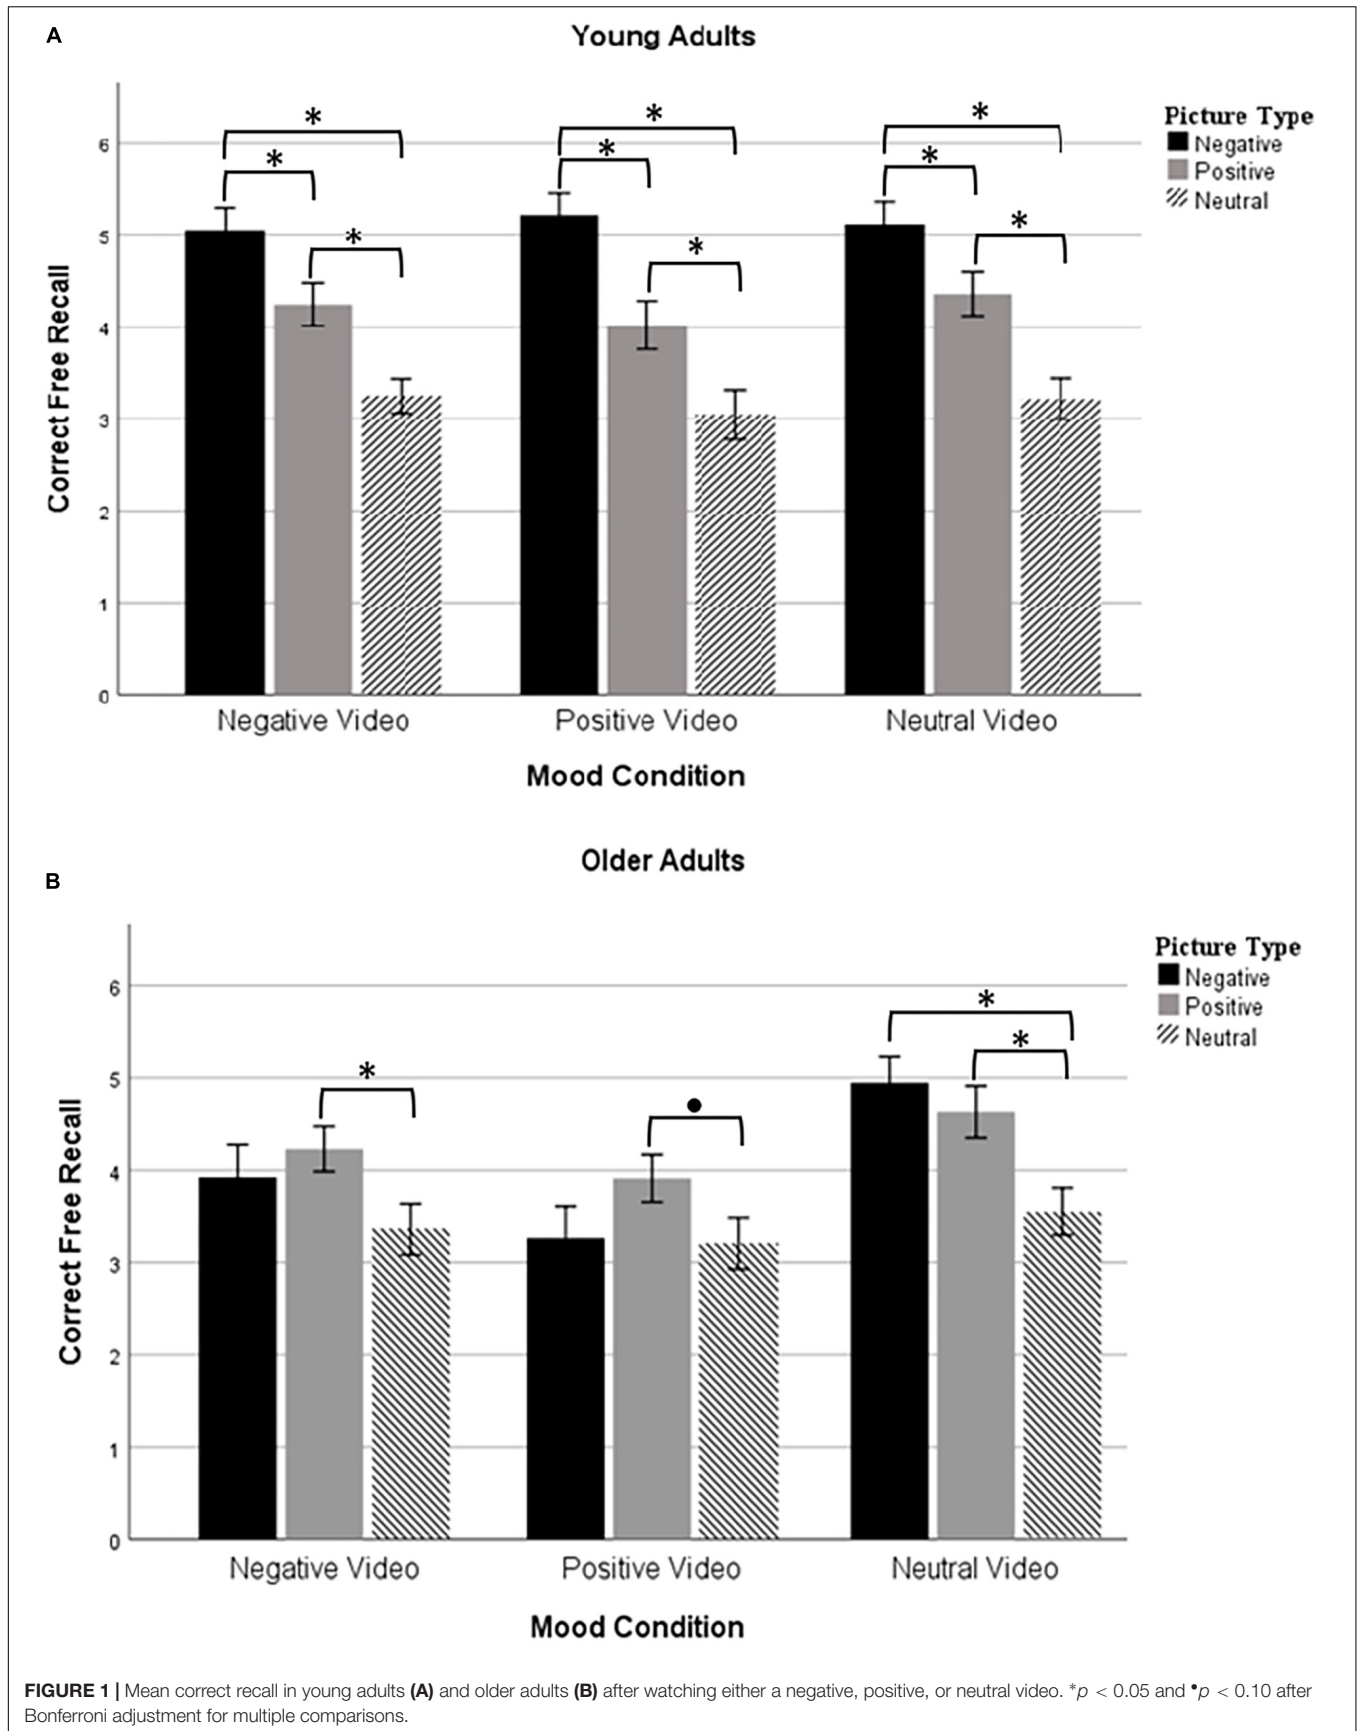 A
Young Adults
Picture Type
Negative
Positive
Neutral
* * *
* * *
* * *
Correct Free Recall
6
5
4
3
2
1
0
Negative Video Positive Video Neutral Video
Mood Condition
Older Adults
B
Picture Type
Negative
Positive
Neutral
*
* *
•
Correct Free Recall
6
5
4
3
2
1
0
Negative Video Positive Video Neutral Video
Mood Condition
FIGURE 1 | Mean correct recall in young adults (A) and older adults (B) after watching either a negative, positive, or neutral video. *p < 0.05 and •p < 0.10 after
Bonferroni adjustment for multiple comparisons.